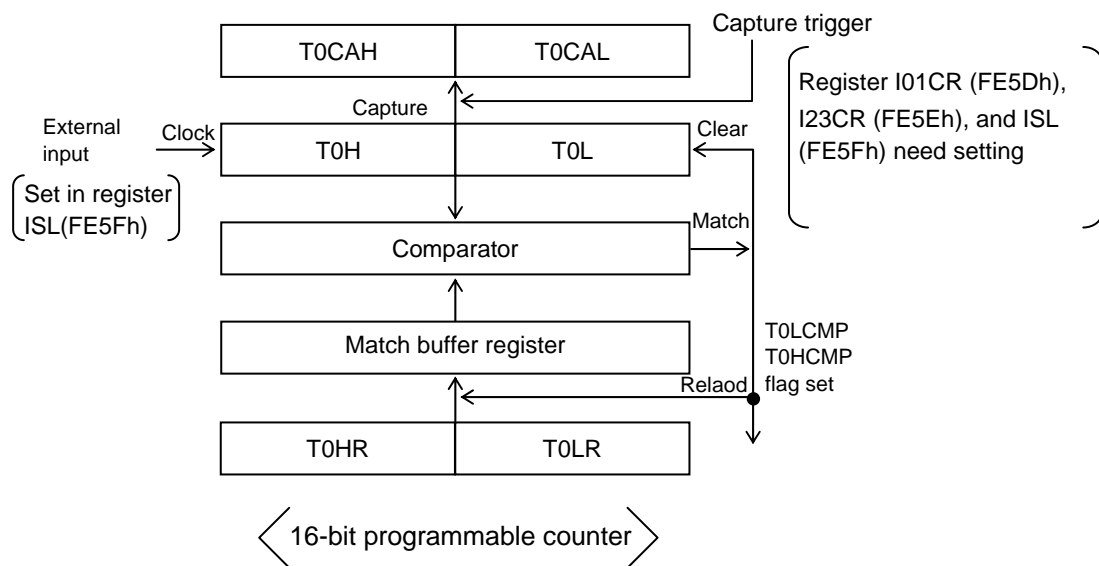 Capture trigger
T0CAH
T0CAL
Register I01CR (FE5Dh),
I23CR (FE5Eh), and ISL
(FE5Fh) need setting
Capture
External
input
Clock
T0H
T0L
Clear
Set in register
ISL(FE5Fh)
Comparator
Match
Match buffer register
T0LCMP
T0HCMP
flag set
Relaod
T0HR
T0LR
16-bit programmable counter